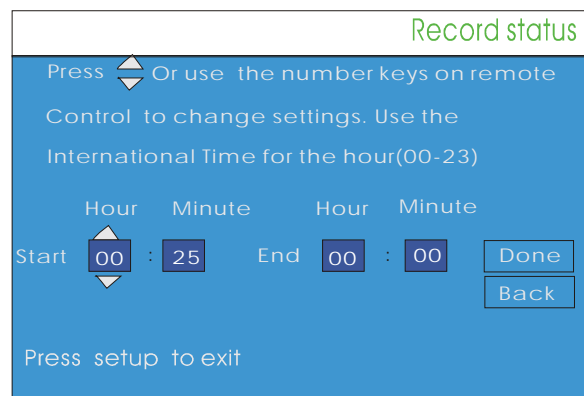 Record status
Press Or use the number keys on remote
Control to change settings. Use the
International Time for the hour(00-23)
Hour Minute Hour Minute
Start 00 : 25 End 00 : 00 Done
Back
Press setup to exit